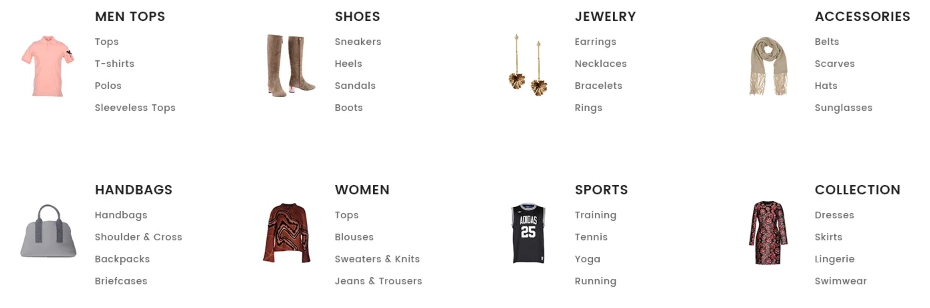 MEN TOPS
Tops
T-shirts
Polos
Sleeveless Tops
SHOES
Sneakers
Heels
Sandals
Boots
JEWELRY
Earrings
Necklaces
Bracelets
Rings
ACCESSORIES
Belts
Scarves
Hats
Sunglasses
HANDBAGS
Handbags
Shoulder & Cross
Backpacks
Briefcases
WOMEN
Tops
Blouses
Sweaters & Knits
Jeans & Trousers
ADIDAS
25
SPORTS
Training
Tennis
Yoga
Running
COLLECTION
Dresses
Skirts
Lingerie
Swimwear